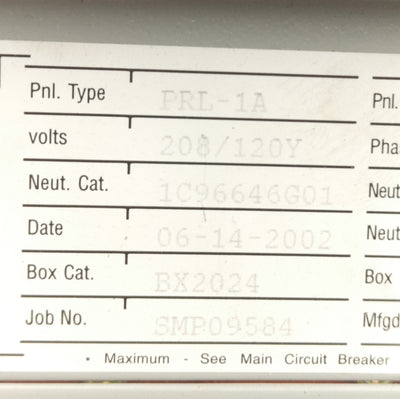 Pnl. Type PRL-1A Pnl.
volts 208/120Y Pha
Neut. Cat. 1C96646G01 Neut
Date 06-14-2002 Neut
Box Cat. BX2024 Box
Job No. SMP09584 Mfgd
* Maximum - See Main Circuit Breaker